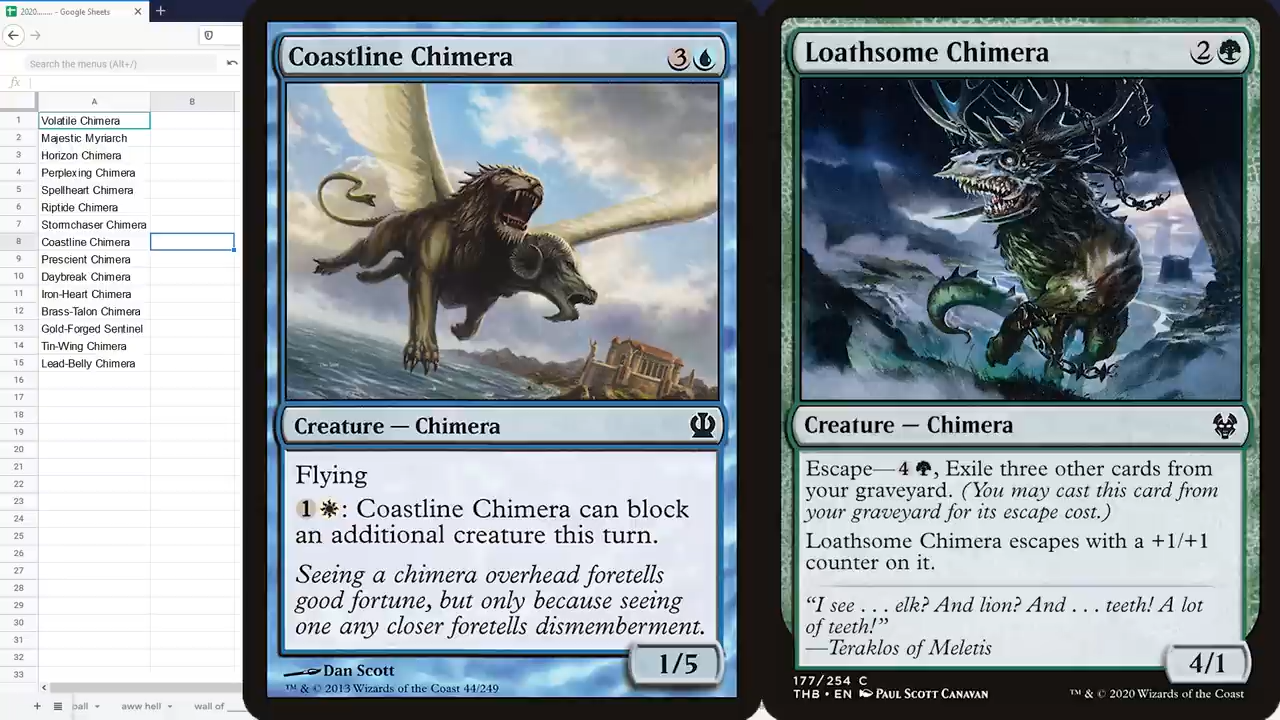 2020........ - Google Sheets
Search the menus (Alt+/)
fx
A B
1 Volatile Chimera
2 Majestic Myriarch
3 Horizon Chimera
4 Perplexing Chimera
5 Spellheart Chimera
6 Riptide Chimera
7 Stormchaser Chimera
8 Coastline Chimera
9 Prescient Chimera
10 Daybreak Chimera
11 Iron-Heart Chimera
12 Brass-Talon Chimera
13 Gold-Forged Sentinel
14 Tin-Wing Chimera
15 Lead-Belly Chimera
16
17
18
19
20
21
22
23
24
25
26
27
28
29
30
31
32
33
aww hell
wall of
Coastline Chimera 3
Creature — Chimera
Flying
1 : Coastline Chimera can block
an additional creature this turn.
Seeing a chimera overhead foretells
good fortune, but only because seeing
one any closer foretells dismemberment.
1/5
Dan Scott
™ & © 2013 Wizards of the Coast 44/249
Loathsome Chimera 2
Creature — Chimera
Escape—4 , Exile three other cards from
your graveyard. (You may cast this card from
your graveyard for its escape cost.)
Loathsome Chimera escapes with a +1/+1
counter on it.
“I see . . . elk? And lion? And . . . teeth! A lot
of teeth!”
—Teraklos of Meletis
4/1
177/254 C
THB • EN Paul Scott Canavan
™ & © 2020 Wizards of the Coast